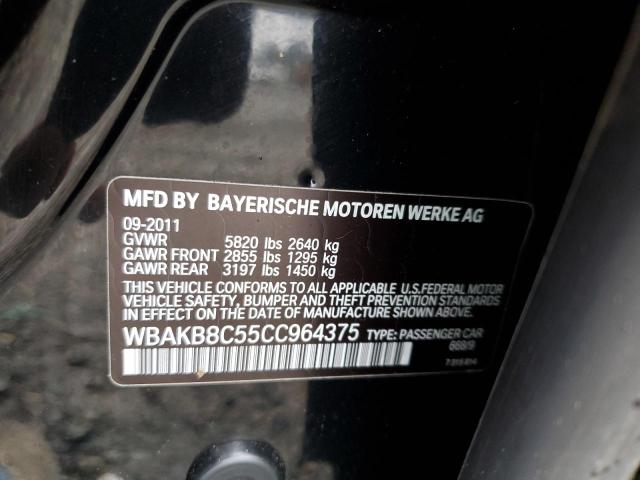 MFD BY BAYERISCHE MOTOREN WERKE AG
09-2011
GVWR 5820 lbs 2640 kg
GAWR FRONT 2855 lbs 1295 kg
GAWR REAR 3197 lbs 1450 kg
THIS VEHICLE CONFORMS TO ALL APPLICABLE U.S.FEDERAL MOTOR
VEHICLE SAFETY, BUMPER AND THEFT PREVENTION STANDARDS
IN EFFECT ON THE DATE OF MANUFACTURE SHOWN ABOVE.
WBAKB8C55CC964375 TYPE: PASSENGER CAR
668/9